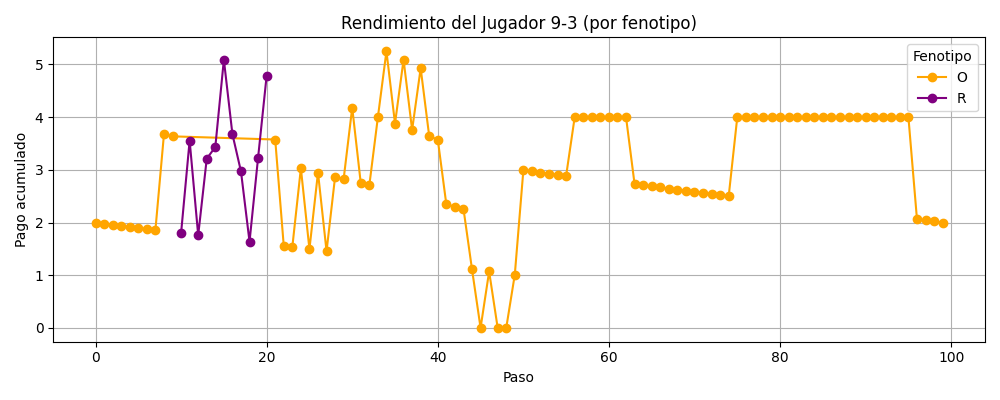 Rendimiento del Jugador 9-3 (por fenotipo)
Fenotipo
O
R
Pago acumulado
5
4
3
2
1
0
0 20 40 60 80 100
Paso